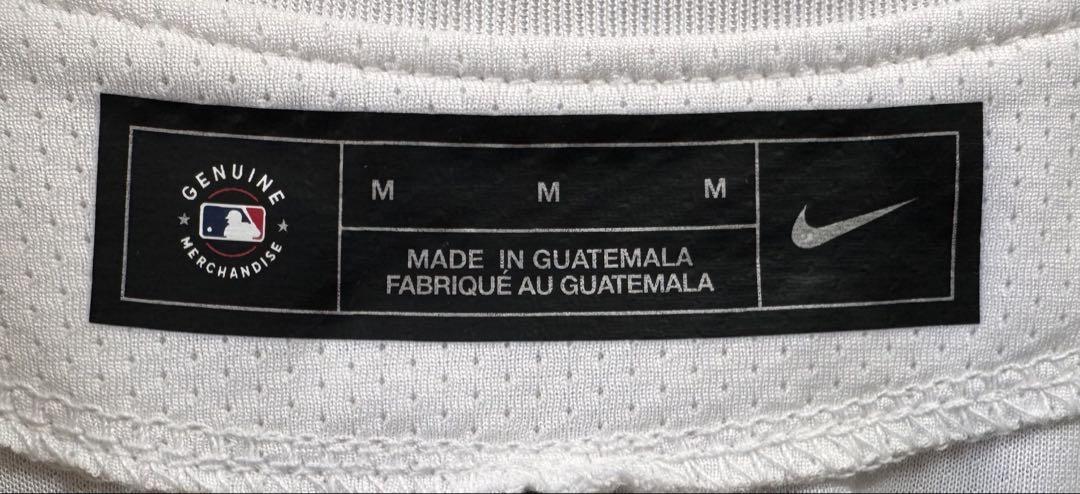 GENUINE
MERCHANDISE
M M M
MADE IN GUATEMALA
FABRIQUÉ AU GUATEMALA